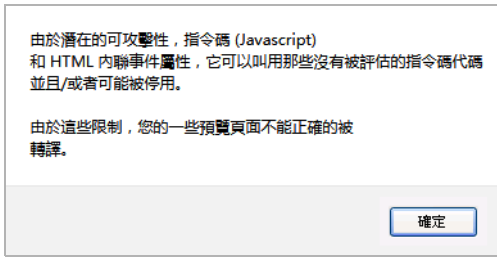 由於潛在的可攻擊性，指令碼 (Javascript)
和 HTML 內聯事件屬性，它可以叫用那些沒有被評估的指令碼代碼
並且/或者可能被停用。
由於這些限制，您的一些預覽頁面不能正確的被
轉譯。
確定